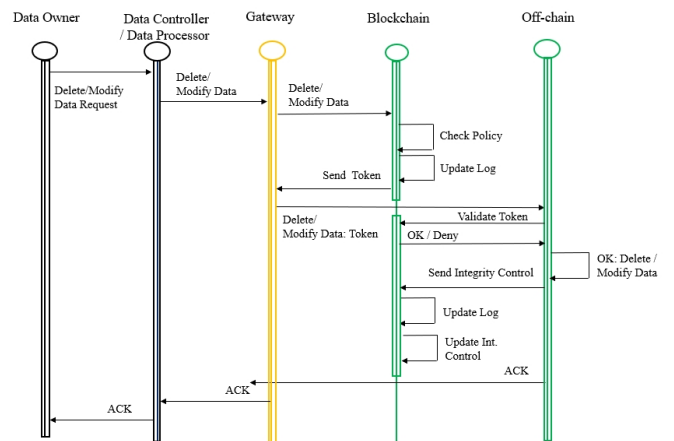 Data Owner
Data Controller
/ Data Processor
Gateway
Blockchain
Off-chain
Delete/Modify
Data Request
Delete/
Modify Data
Delete/
Modify Data
Check Policy
Update Log
Send Token
Delete/
Modify Data: Token
Validate Token
OK / Deny
OK: Delete /
Modify Data
Send Integrity Control
Update Log
Update Int.
Control
ACK
ACK
ACK